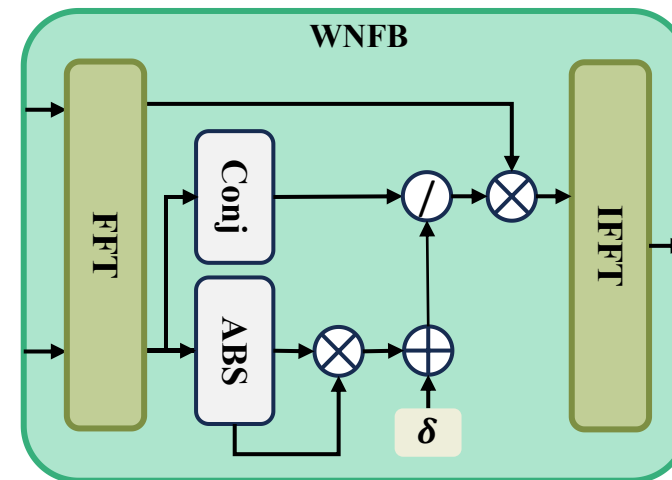 WNFB
FFT
Conj
/
ABS
δ
IFFT